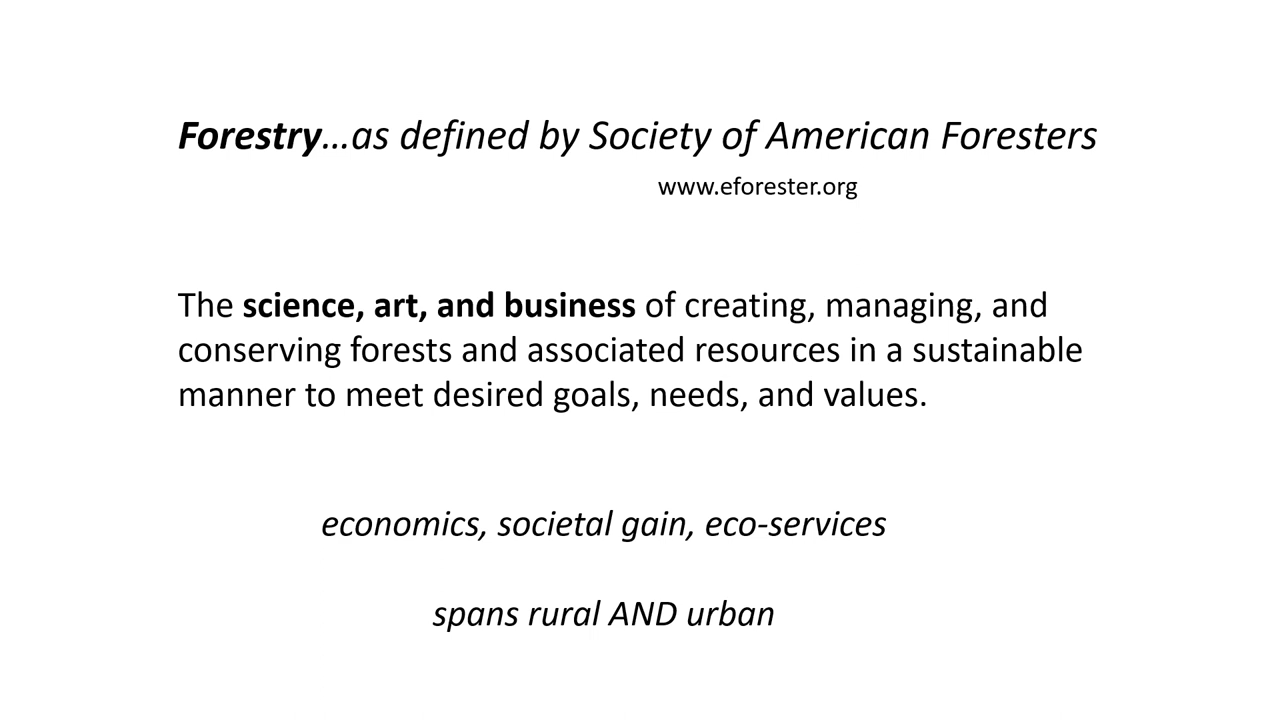 Forestry…as defined by Society of American Foresters
www.eforester.org
The science, art, and business of creating, managing, and
conserving forests and associated resources in a sustainable
manner to meet desired goals, needs, and values.
economics, societal gain, eco-services
spans rural AND urban